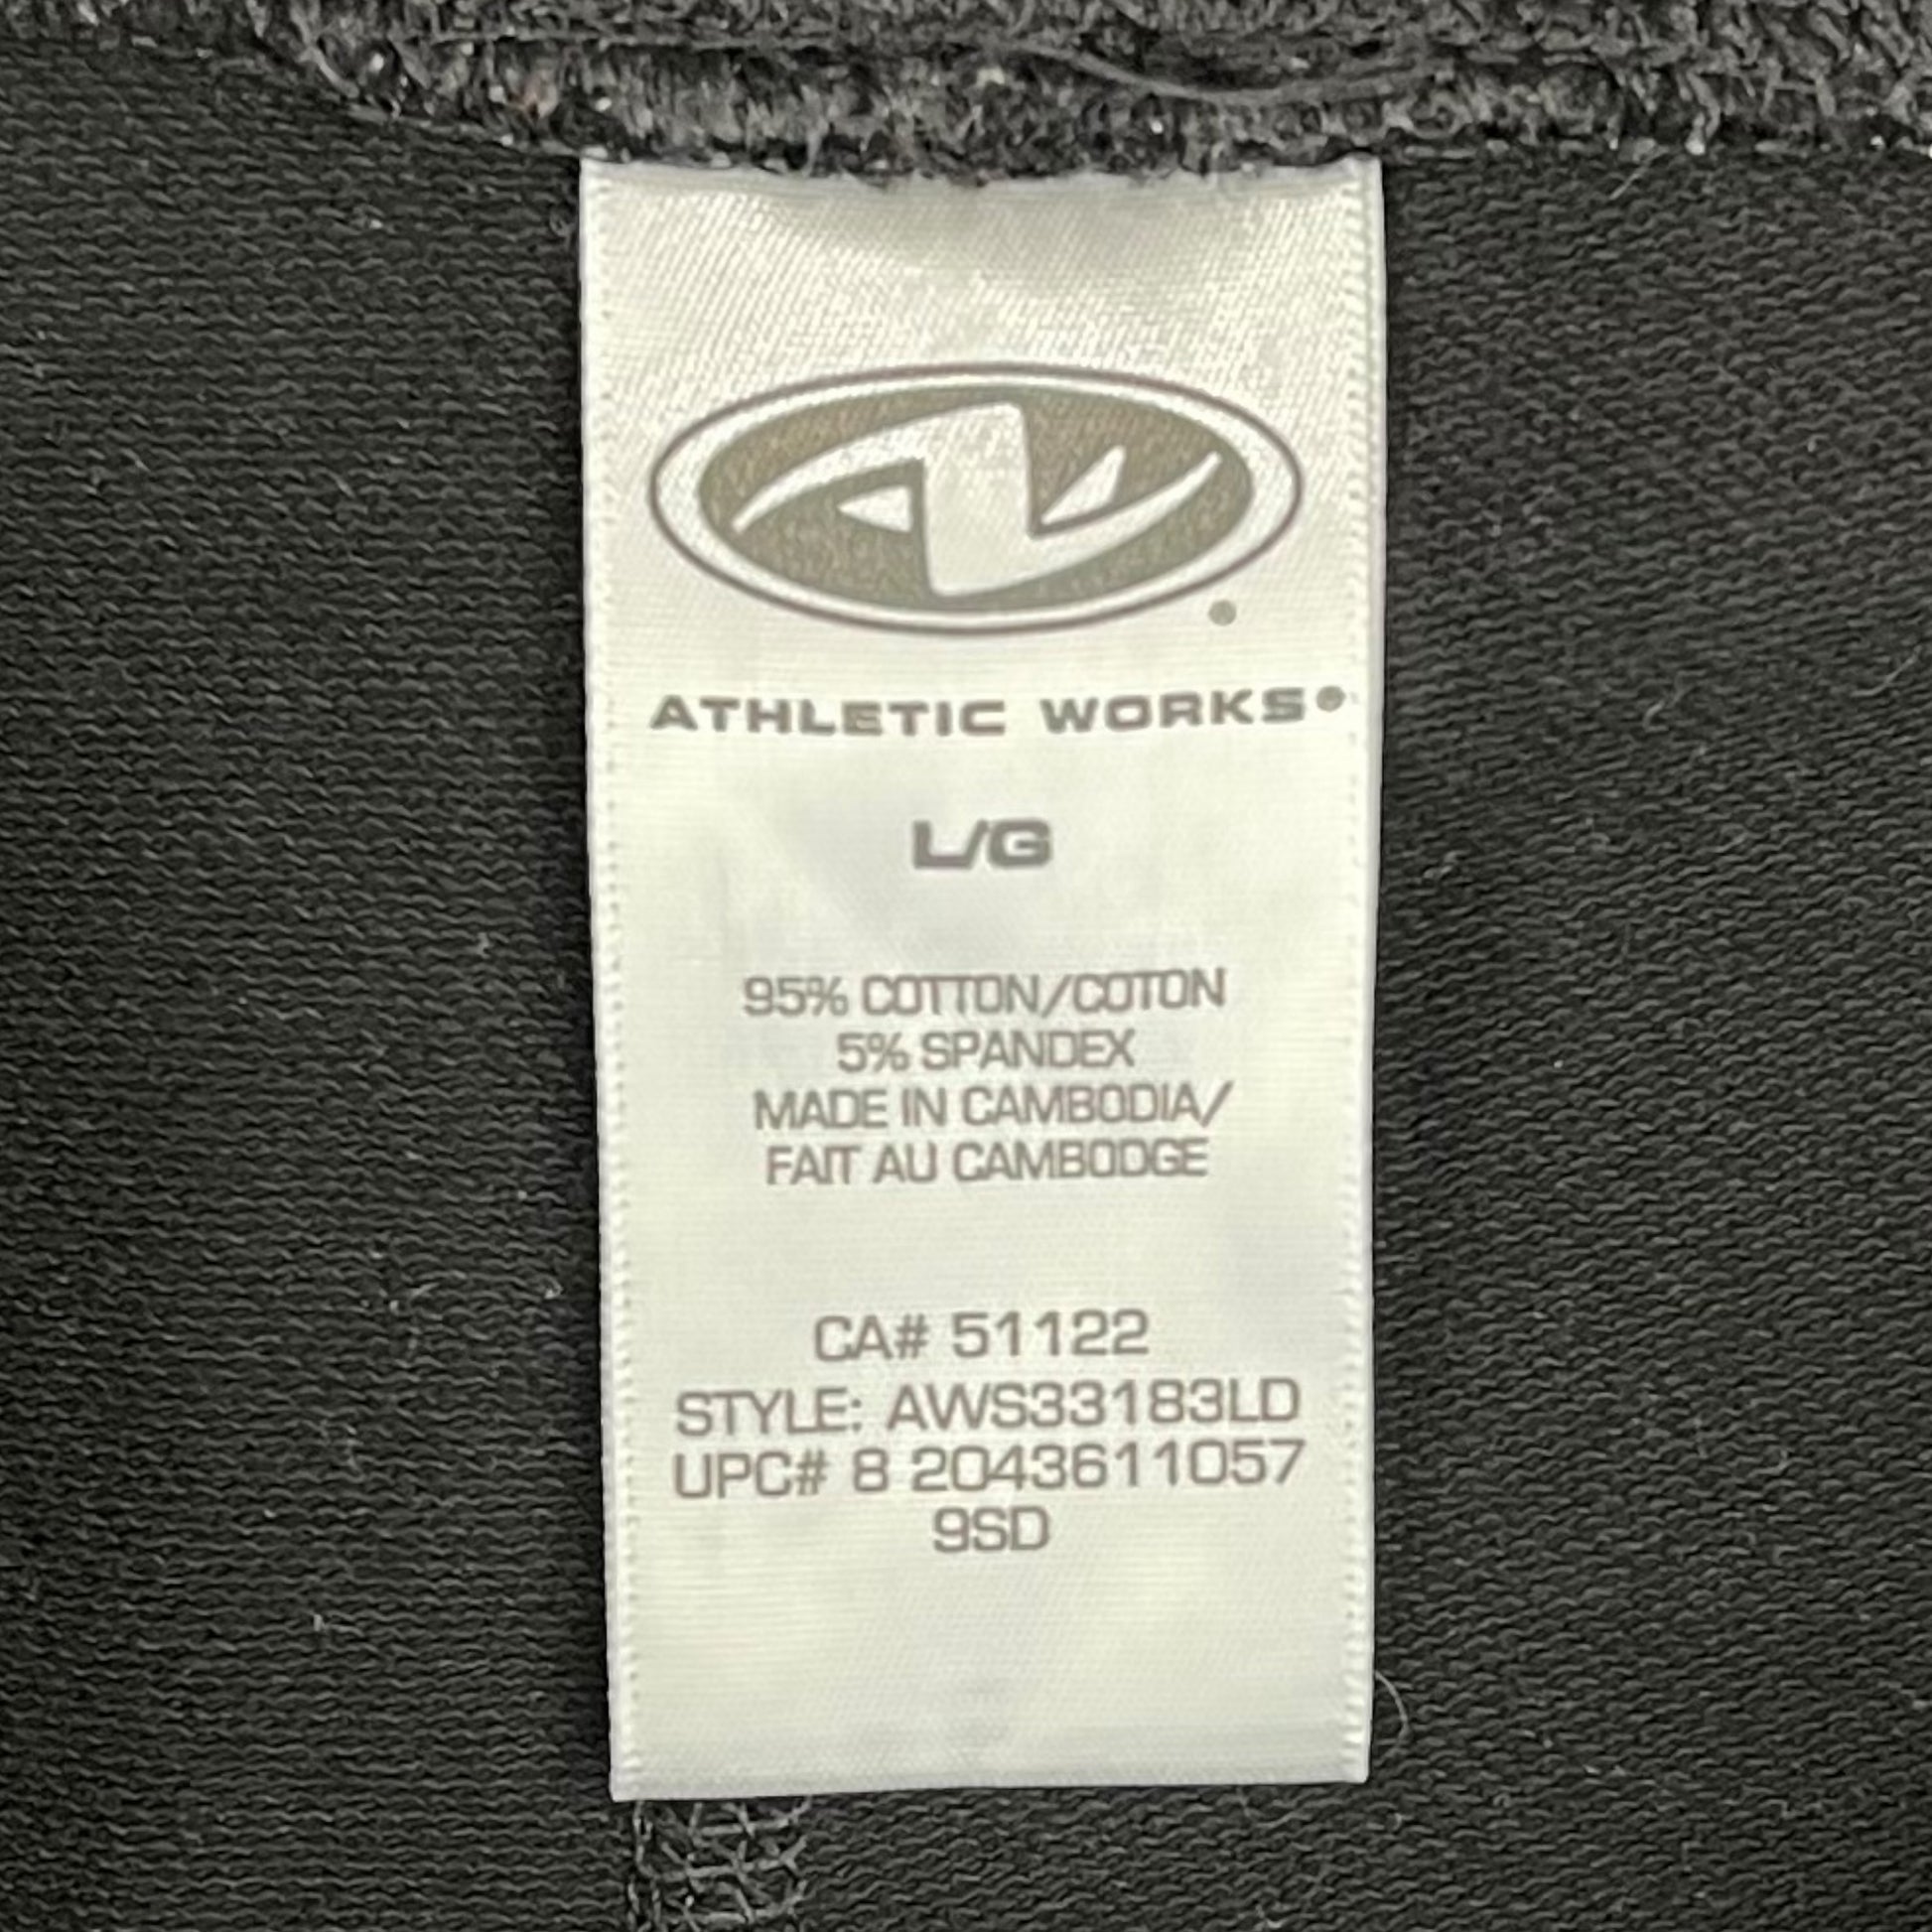 ATHLETIC WORKS
L/G
95% COTTON/COTON
5% SPANDEX
MADE IN CAMBODIA/
FAIT AU CAMBODGE
CA# 51122
STYLE: AWS33183LD
UPC# 8 2043611057
9SD